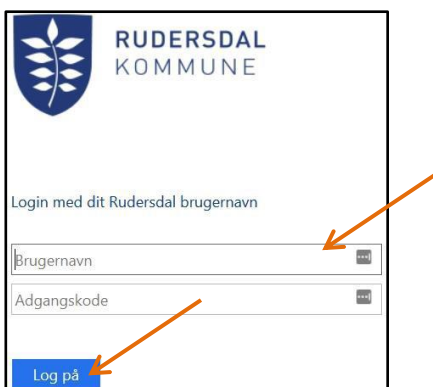 RUDERSDAL
KOMMUNE
Login med dit Rudersdal brugernavn
Brugernavn
Adgangskode
Log på